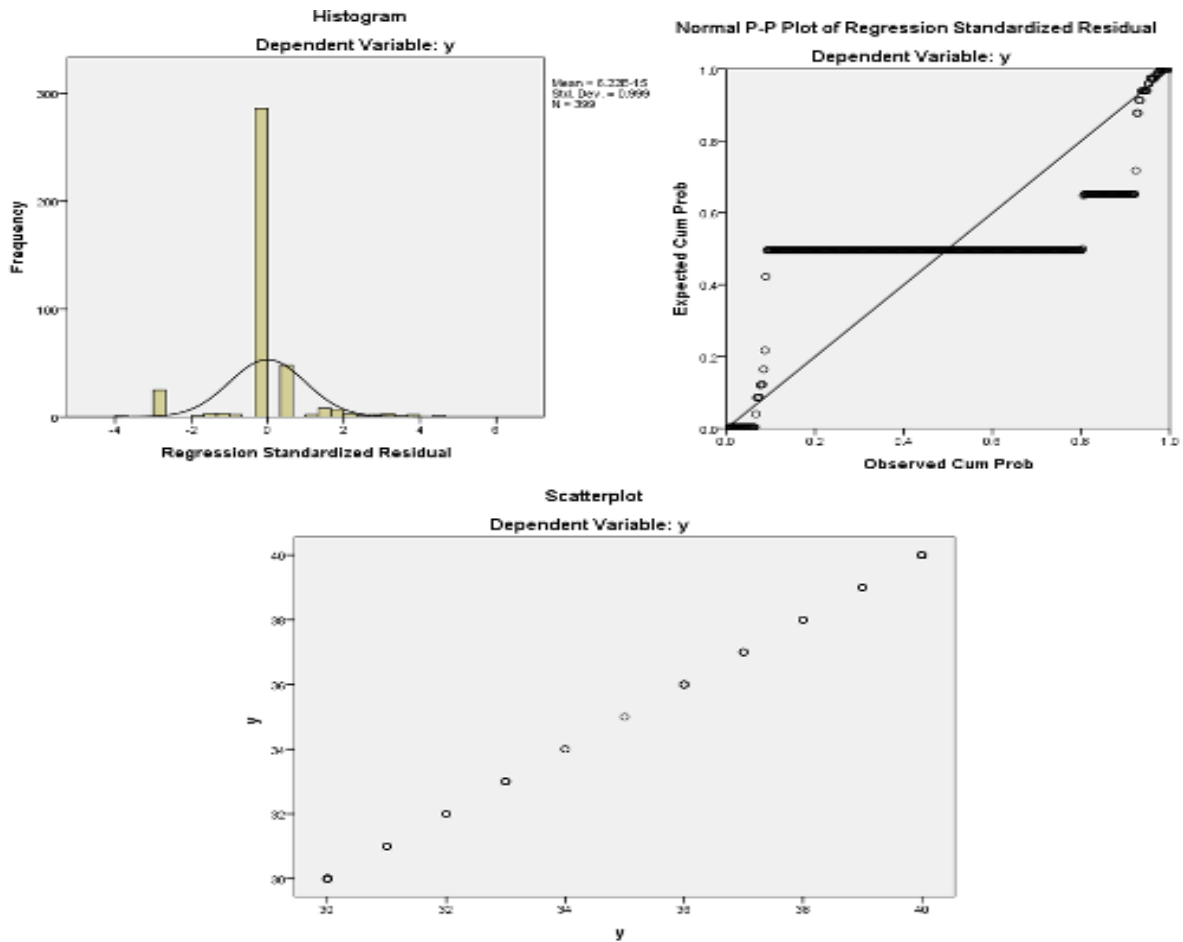 Histogram
Dependent Variable: y
Mean = 6.23E-15
Std. Dev. = 0.999
N = 399
300
200
100
0
Frequency
-4
-2
0
2
4
6
Regression Standardized Residual
Normal P-P Plot of Regression Standardized Residual
Dependent Variable: y
1.0
0.8
0.6
0.4
0.2
0.0
Expected Cum Prob
0.0
0.2
0.4
0.6
0.8
1.0
Observed Cum Prob
Scatterplot
Dependent Variable: y
40
38
36
34
32
30
y
30
32
34
36
38
40
y